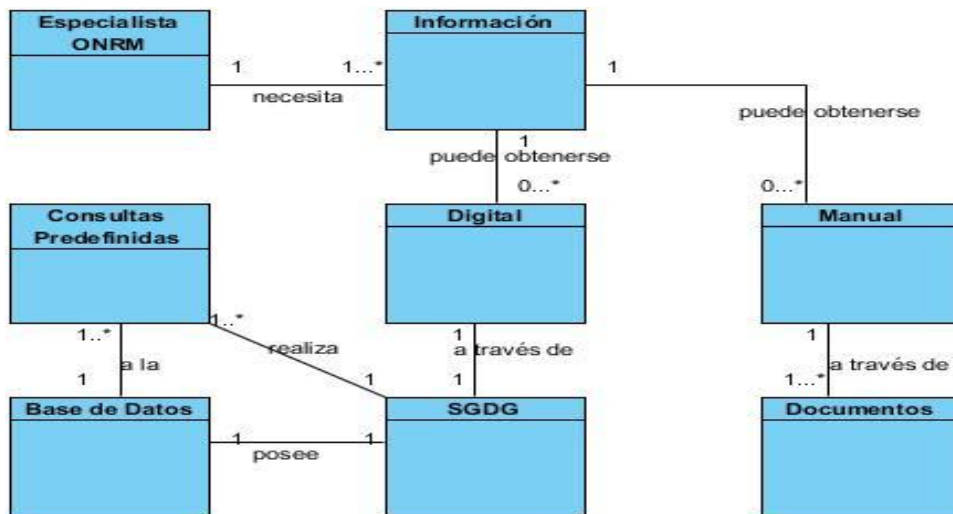 Especialista
ONRM
Información
1
1...*
1
necesita
puede obtenerse
1
puede obtenerse
0...*
0...*
Consultas
Predefinidas
Digital
Manual
1..*
1..*
1
1
realiza
a través de
a la
a través de
1
1
1
1...*
Base de Datos
SGDG
Documentos
1
1
posee